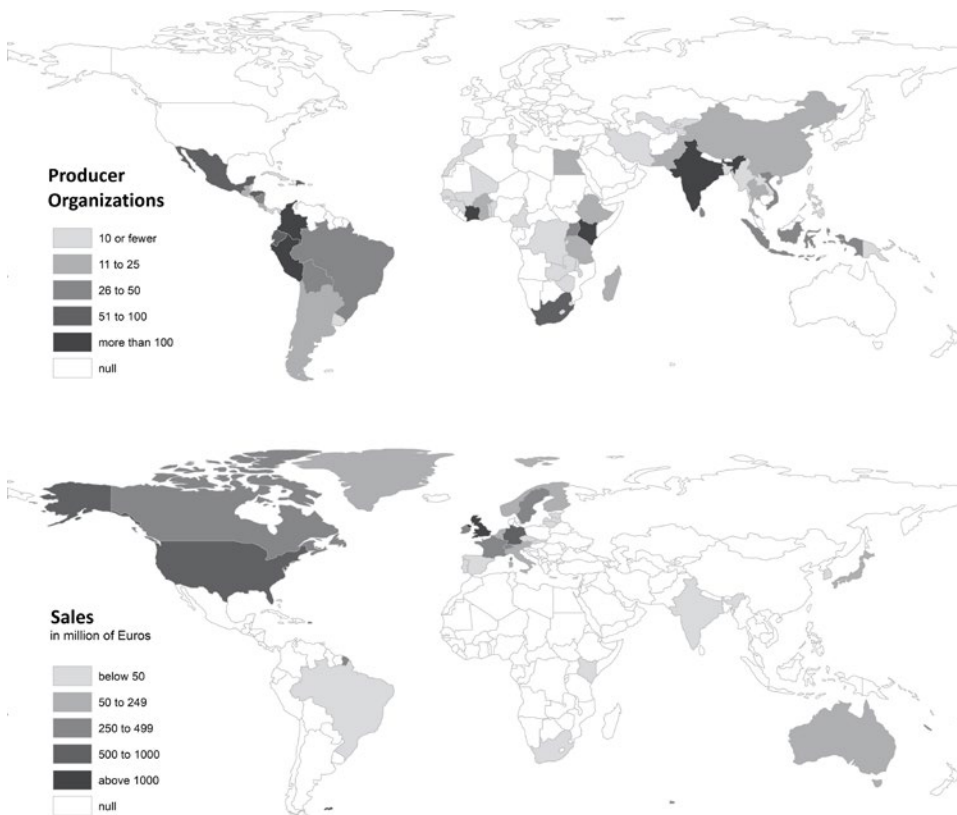 Producer
Organizations
10 or fewer
11 to 25
26 to 50
51 to 100
more than 100
null
Sales
in million of Euros
below 50
50 to 249
250 to 499
500 to 1000
above 1000
null